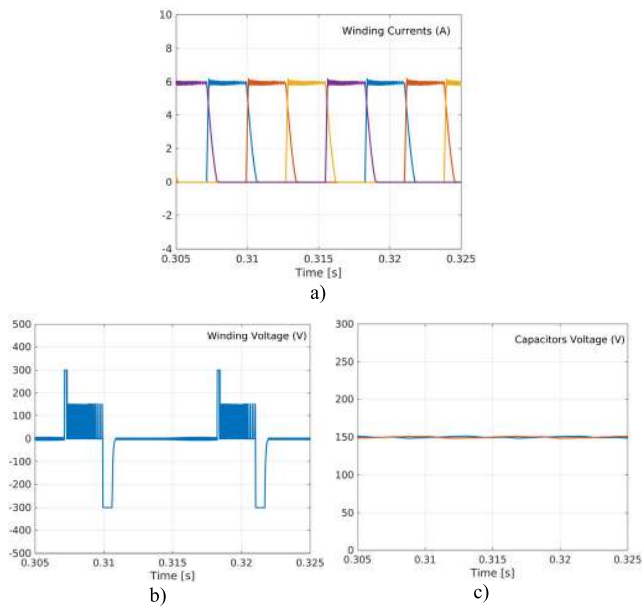 10
Winding Currents (A)
8
6
4
2
0
-2
-4
0.305 0.31 0.315 0.32 0.325
Time [s]
a)
500
Winding Voltage (V)
400
300
200
100
0
-100
-200
-300
-400
-500
0.305 0.31 0.315 0.32 0.325
Time [s]
b)
300
Capacitors Voltage (V)
250
200
150
100
50
0
0.305 0.31 0.315 0.32 0.325
Time [s]
c)